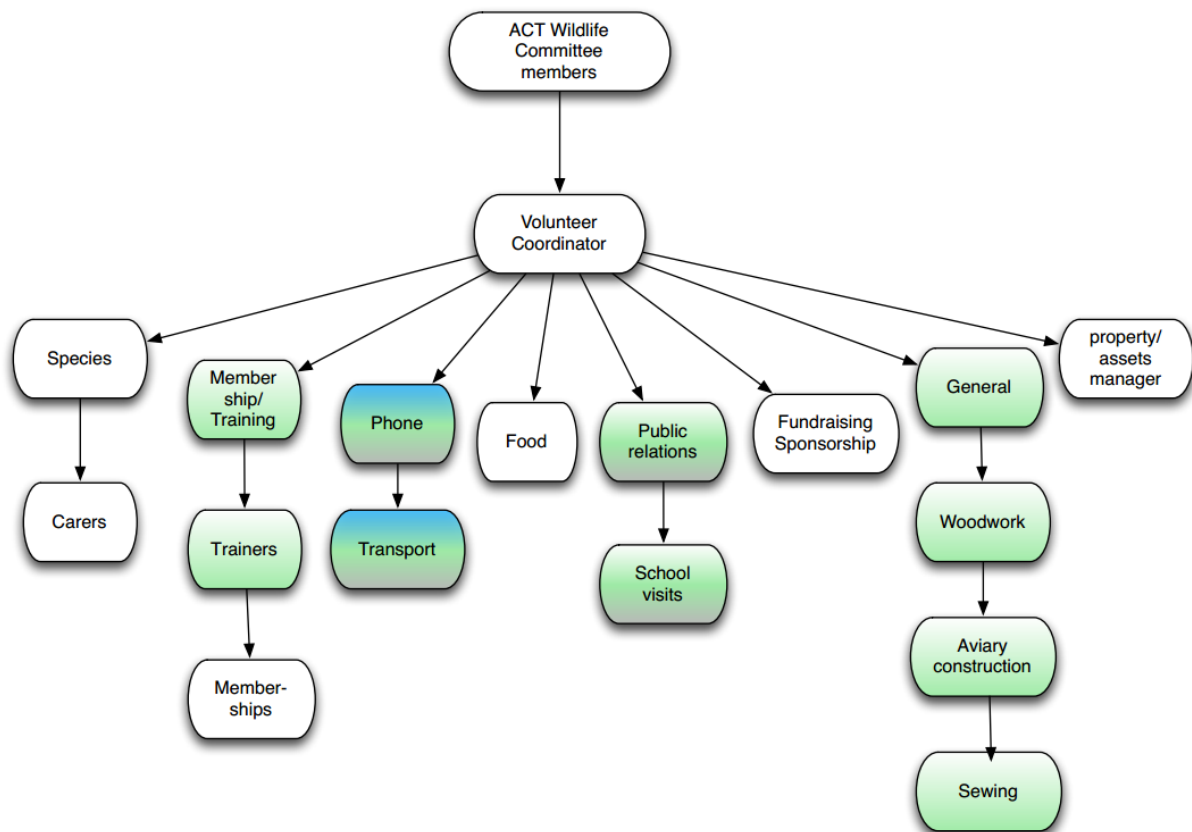 ACT Wildlife
Committee
members
Volunteer
Coordinator
Species
Member
ship/
Training
Phone
Food
Public
relations
Fundraising
Sponsorship
General
property/
assets
manager
Carers
Trainers
Transport
School
visits
Woodwork
Member-
ships
Aviary
construction
Sewing